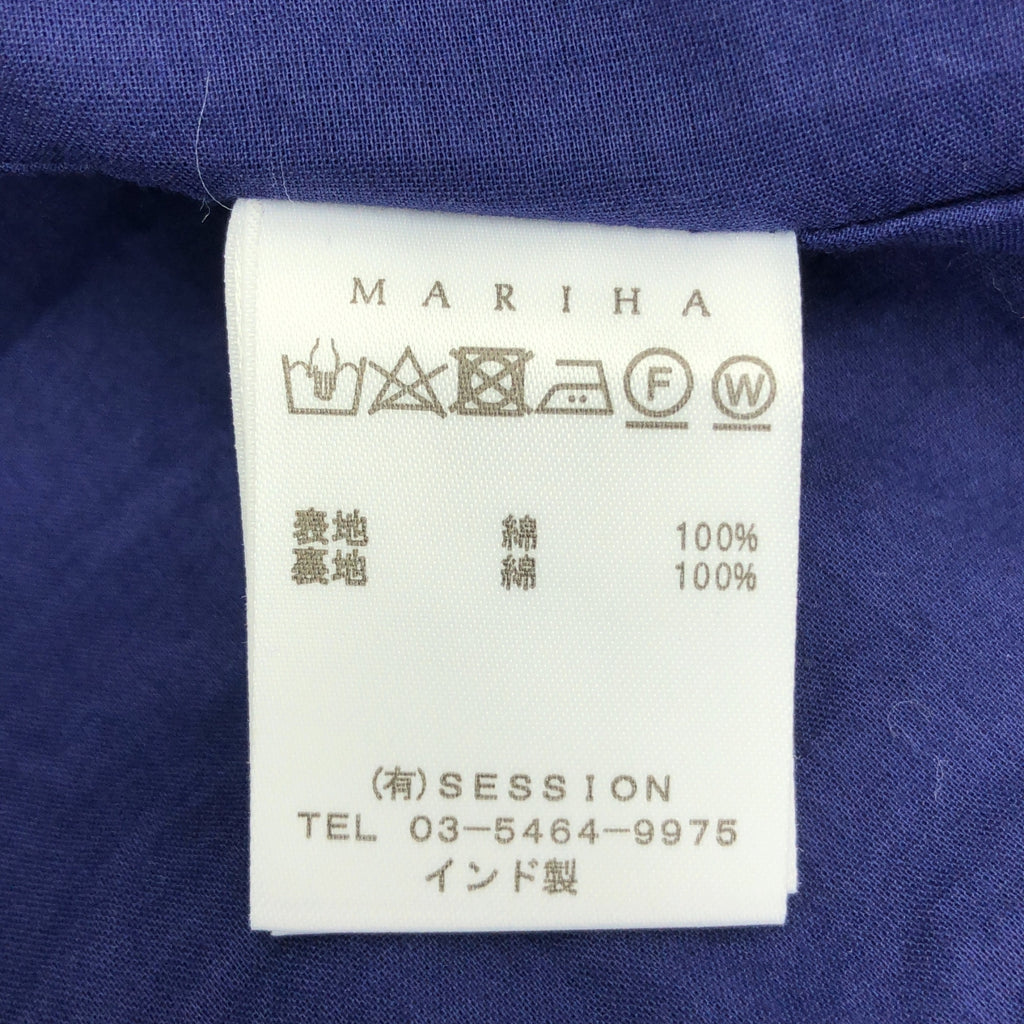 MARIHA
F W
表地 綿 100%
裏地 綿 100%
(有)SESSION
TEL 03-5464-9975
インド製